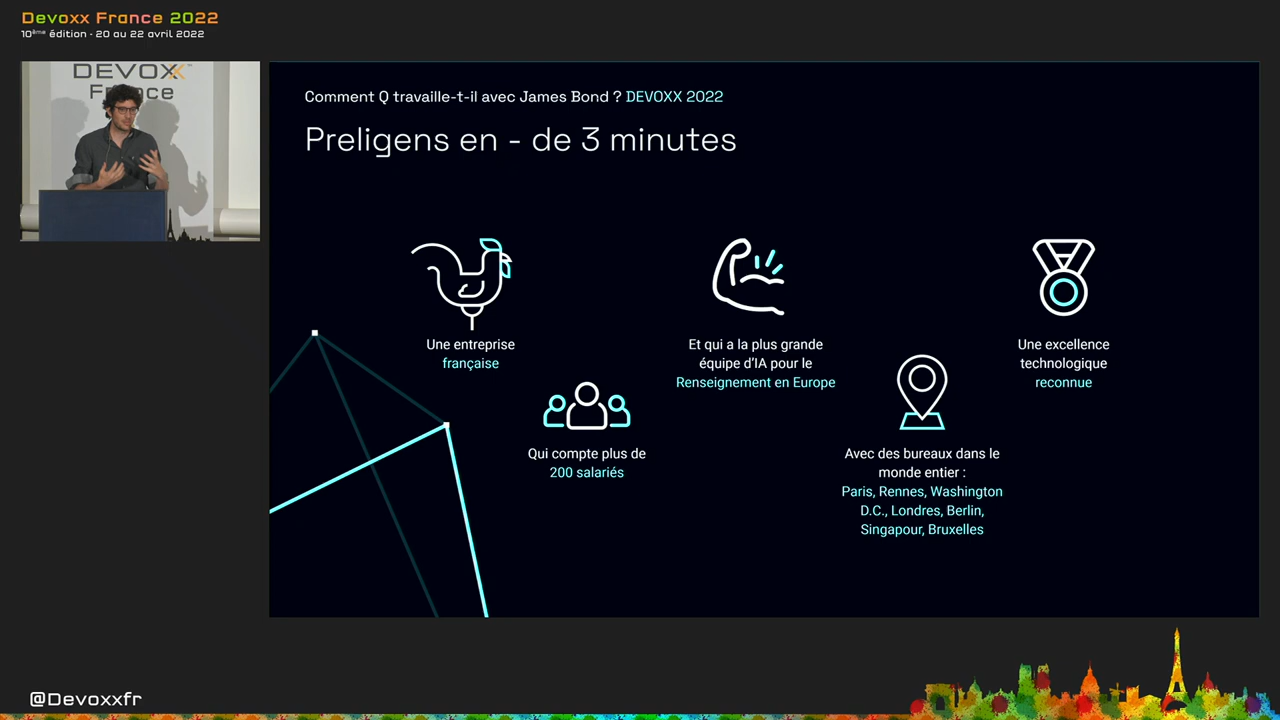 Devoxx France 2022
10ème édition - 20 au 22 avril 2022
DEVOXX™
France
Comment Q travaille-t-il avec James Bond ? DEVOXX 2022
Preligens en - de 3 minutes
Une entreprise
française
Et qui a la plus grande
équipe d'IA pour le
Renseignement en Europe
Une excellence
technologique
reconnue
Qui compte plus de
200 salariés
Avec des bureaux dans le
monde entier :
Paris, Rennes, Washington
D.C., Londres, Berlin,
Singapour, Bruxelles
@Devoxxfr